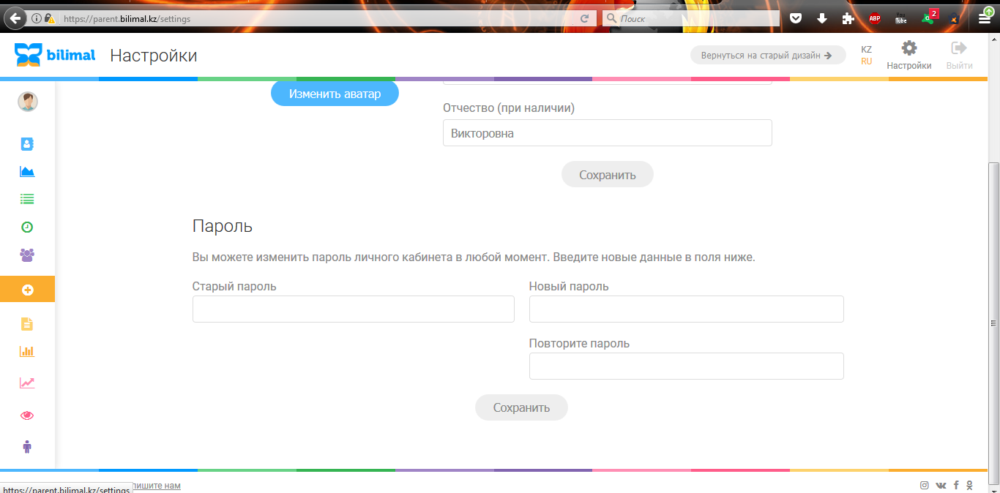 https://parent.bilimal.kz/settings
Поиск
ABP
You
Tube
2
bilimal
Настройки
Вернуться на старый дизайн
KZ
RU
Настройки
Выйти
Изменить аватар
Отчество (при наличии)
Викторовна
Сохранить
Пароль
Вы можете изменить пароль личного кабинета в любой момент. Введите новые данные в поля ниже.
Старый пароль
Новый пароль
Повторите пароль
Сохранить
https://parent.bilimal.kz/settings
пишите нам